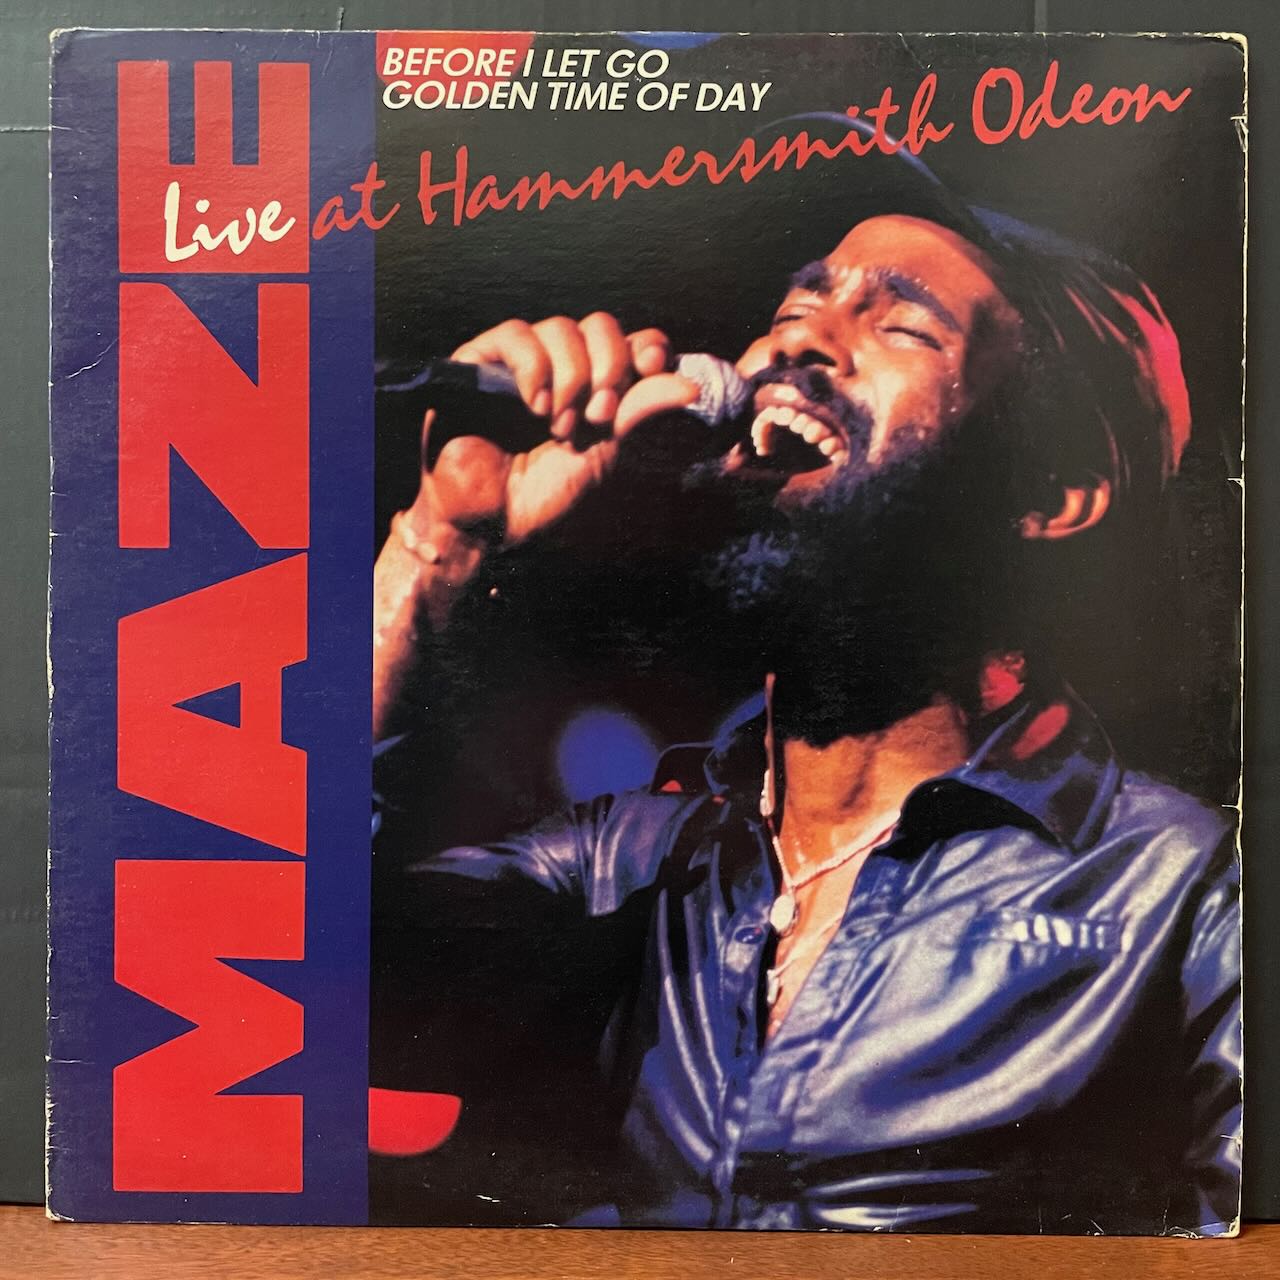 BEFORE I LET GO
GOLDEN TIME OF DAY
Live at Hammersmith Odeon
MAZE